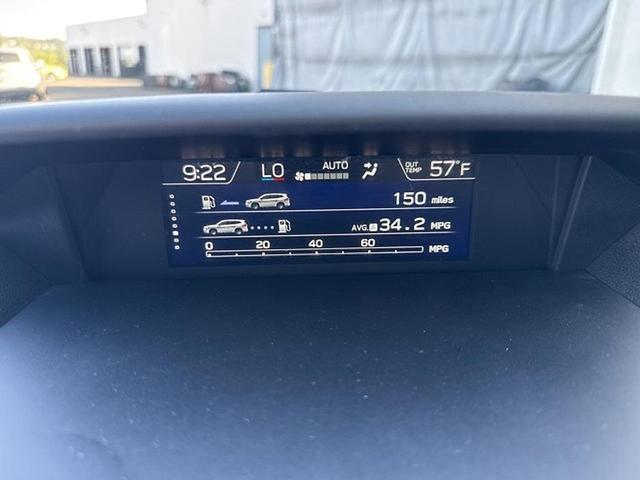 9:22 LO AUTO OUT TEMP 57°F
150 miles
AVG. A 34.2 MPG
0 20 40 60 MPG